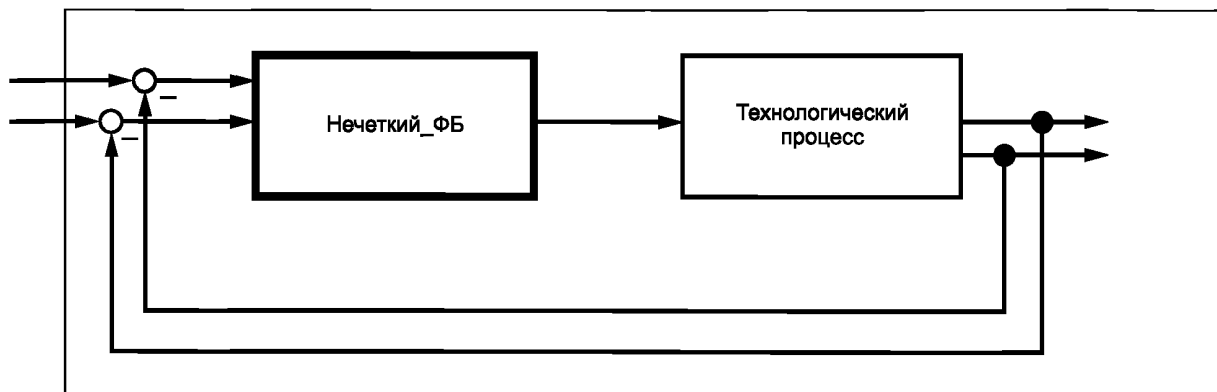 Нечеткий_ФБ
Технологический
процесс
–
–